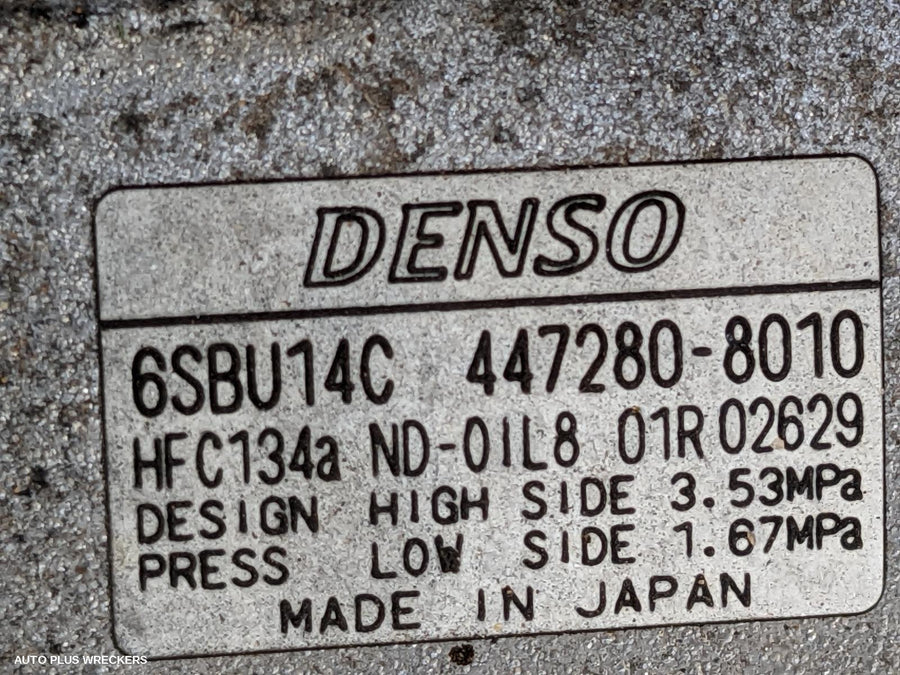 DENSO
6SBU14C 447280-8010
HFC134a ND-OIL8 01R02629
DESIGN HIGH SIDE 3.53MPa
PRESS LOW SIDE 1.67MPa
MADE IN JAPAN
AUTO PLUS WRECKERS